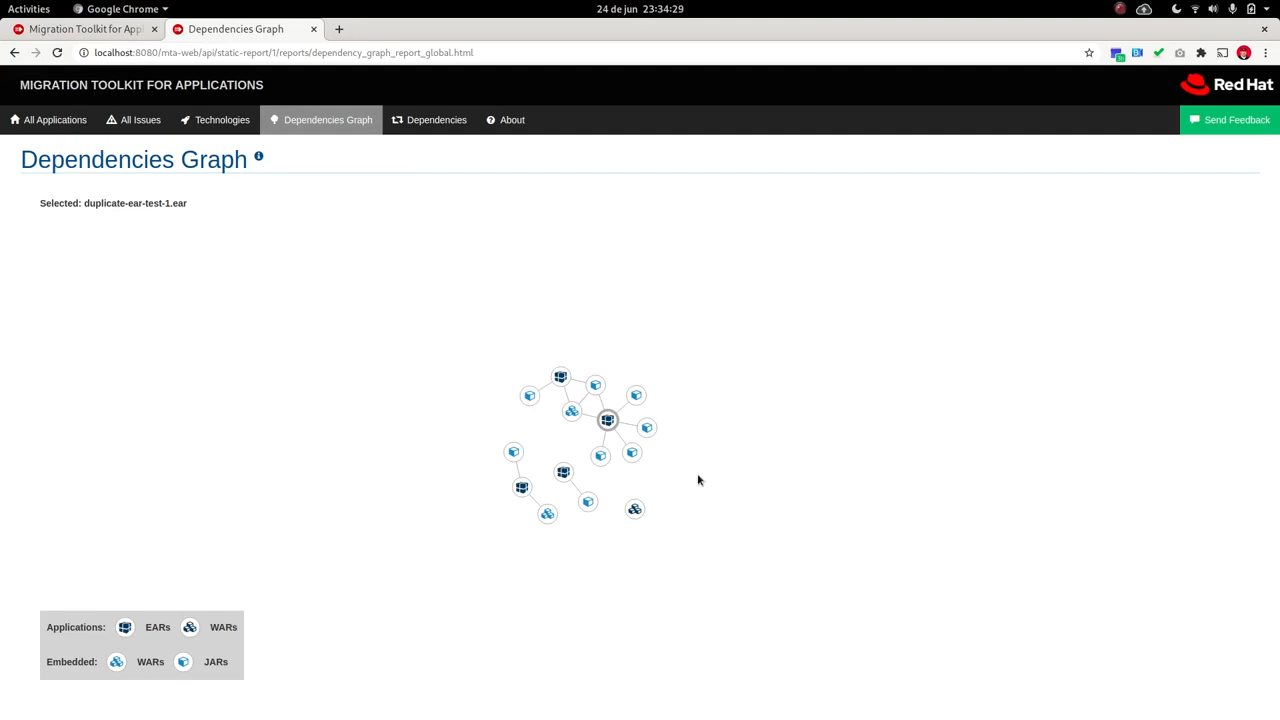 Activities Google Chrome 24 de jun 23:34:29
Migration Toolkit for Appl Dependencies Graph
localhost:8080/mta-web/api/static-report/1/reports/dependency_graph_report_global.html
MIGRATION TOOLKIT FOR APPLICATIONS Red Hat
All Applications All Issues Technologies Dependencies Graph Dependencies About Send Feedback
Dependencies Graph
Selected: duplicate-ear-test-1.ear
Applications: EARs WARs
Embedded: WARs JARs